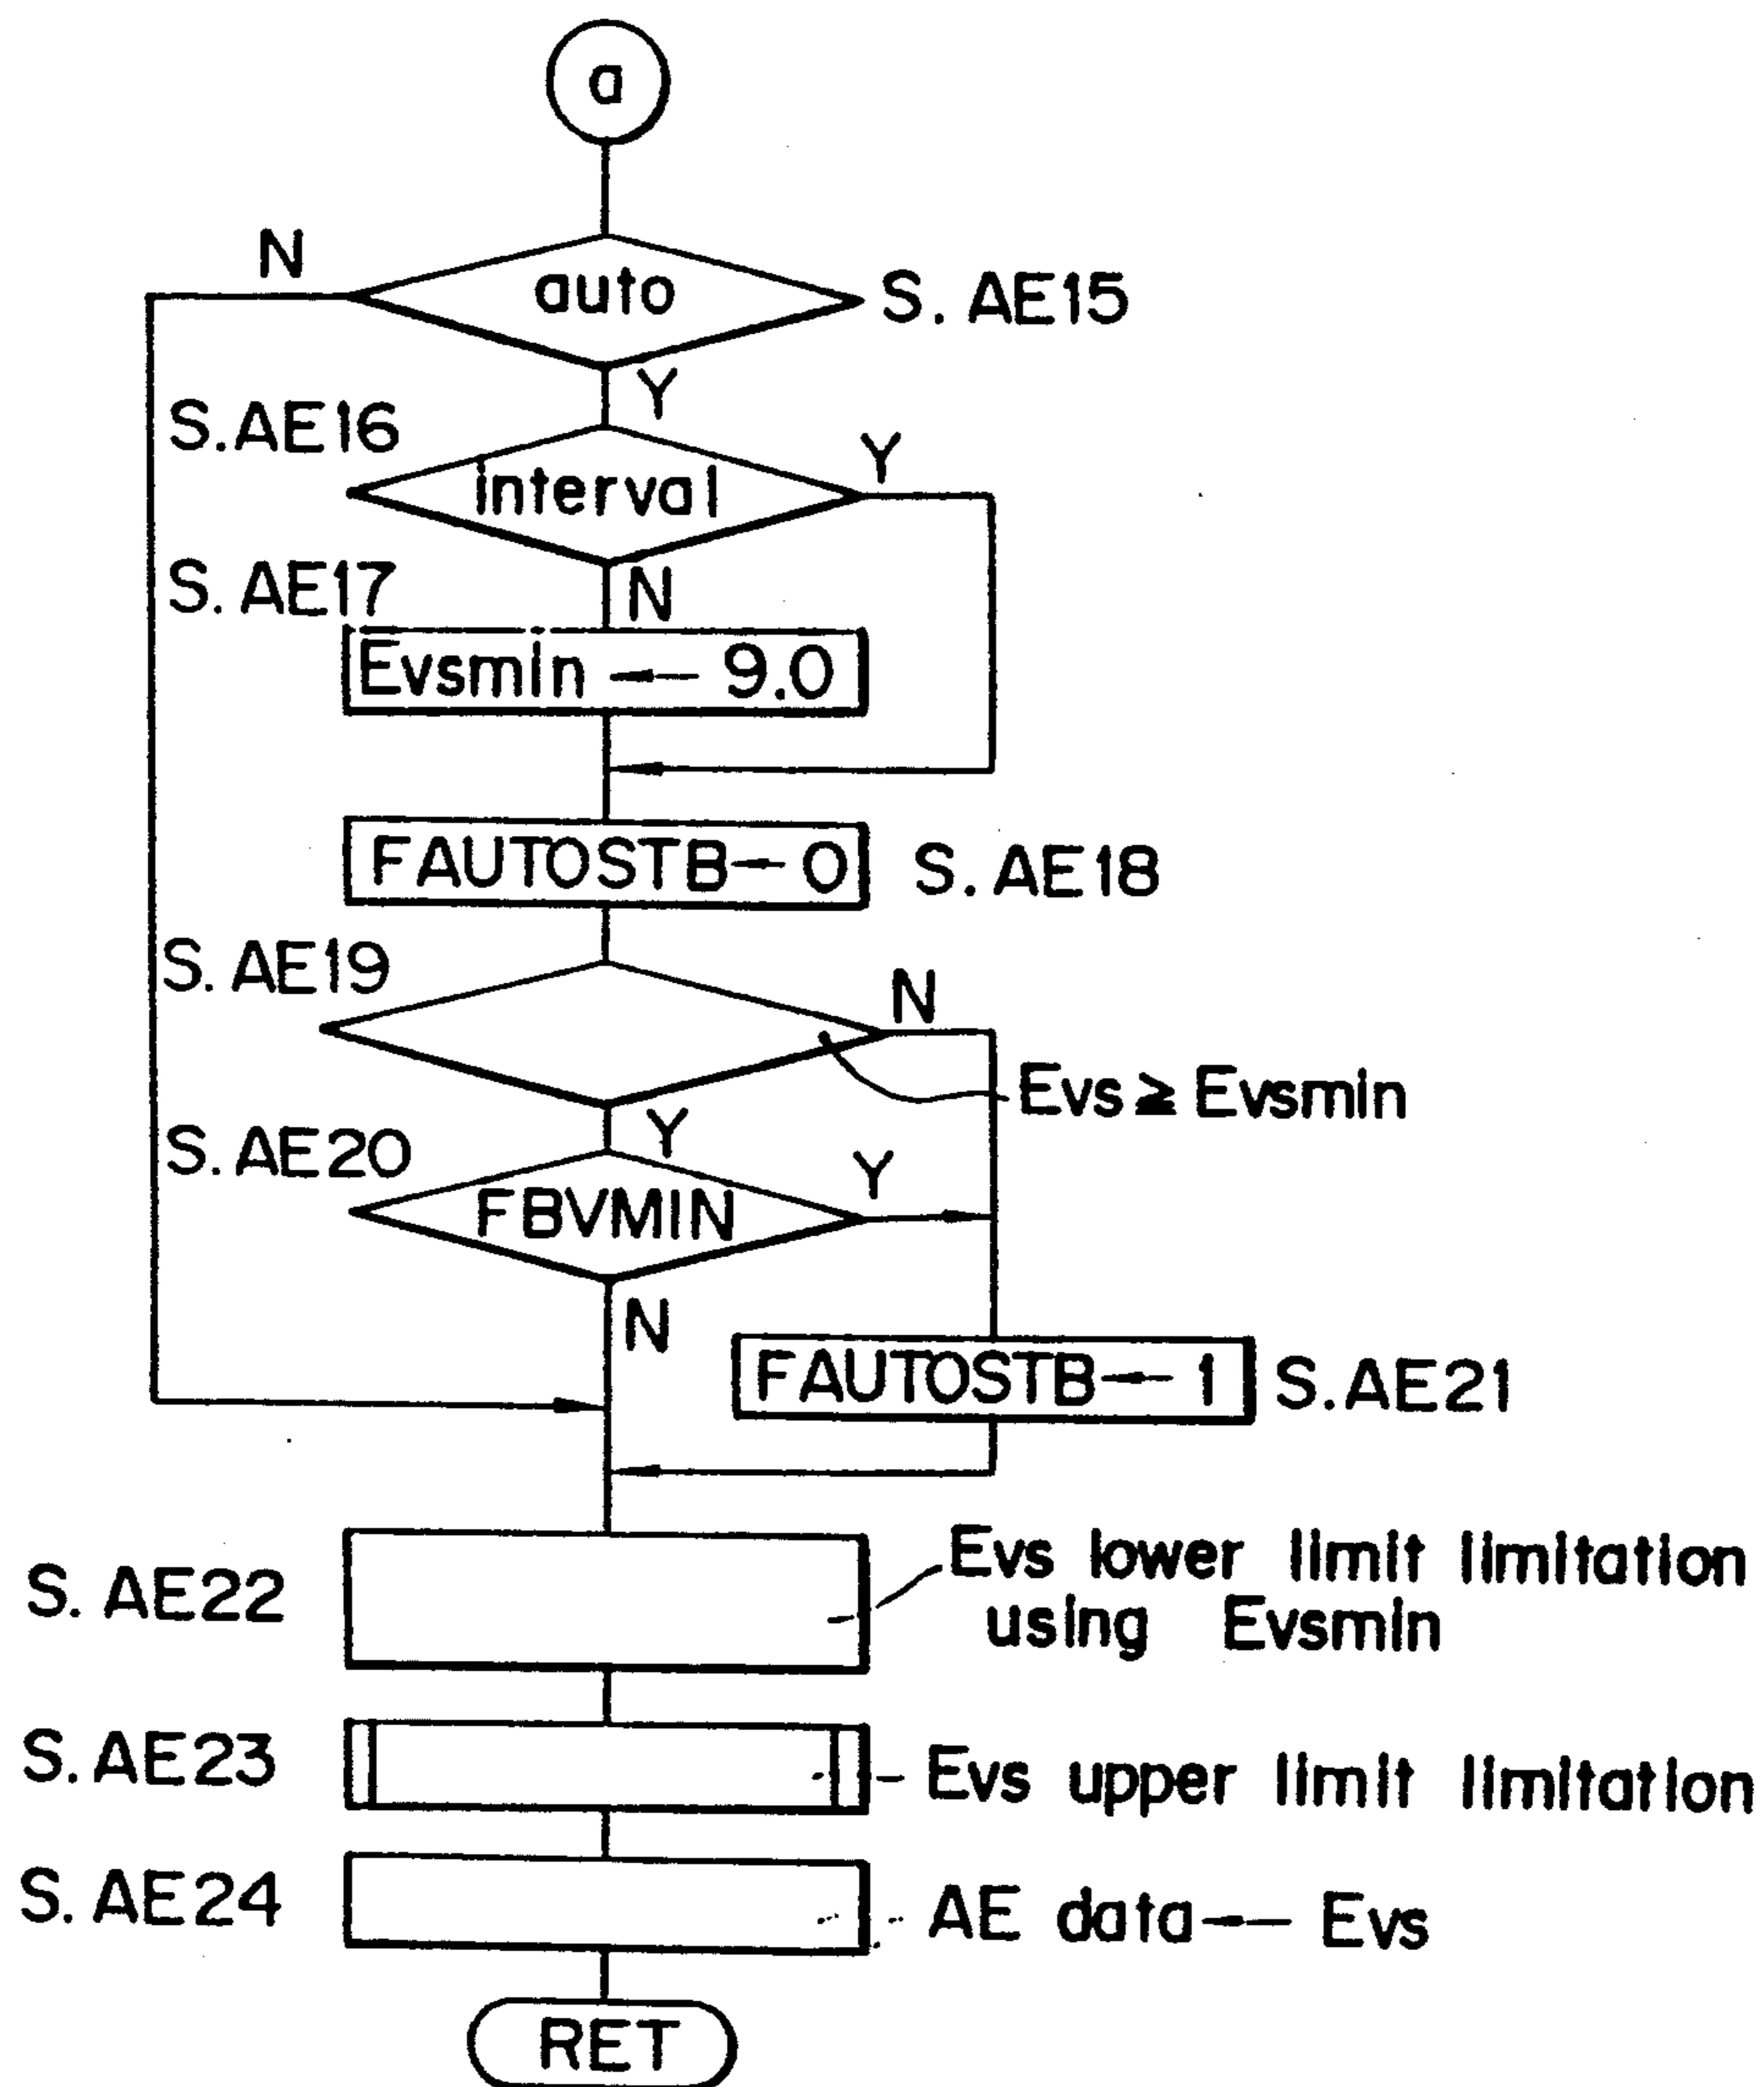 a
N
auto
S. AE15
Y
S.AE16
interval
Y
S. AE17
N
Evsmin ← 9.0
FAUTOSTB← 0
S. AE18
S. AE19
N
Evs ≧ Evsmin
Y
S. AE20
Y
FBVMIN
N
FAUTOSTB← 1
S.AE21
S. AE22
Evs lower limit limitation
using Evsmin
S. AE23
Evs upper limit limitation
S. AE24
AE data← Evs
RET